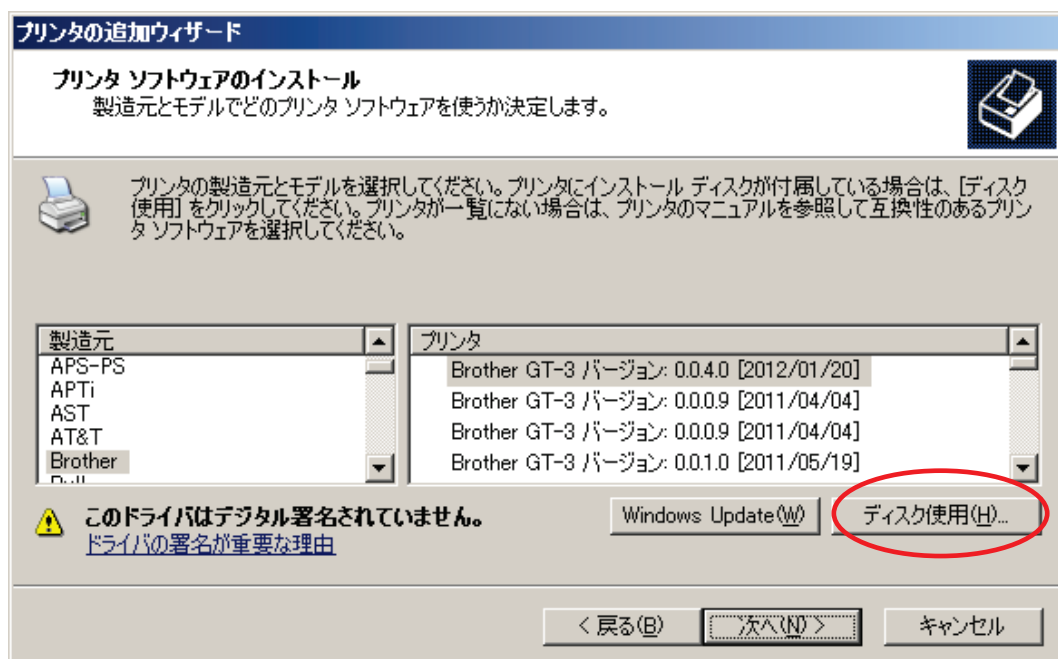 プリンタの追加ウィザード
プリンタ ソフトウェアのインストール
製造元とモデルでどのプリンタ ソフトウェアを使うか決定します。
プリンタの製造元とモデルを選択してください。プリンタにインストール ディスクが付属している場合は、[ディスク
使用] をクリックしてください。プリンタが一覧にない場合は、プリンタのマニュアルを参照して互換性のあるプリン
タ ソフトウェアを選択してください。
製造元
APS-PS
APTi
AST
AT&T
Brother
プリンタ
Brother GT-3 バージョン: 0.0.4.0 [2012/01/20]
Brother GT-3 バージョン: 0.0.0.9 [2011/04/04]
Brother GT-3 バージョン: 0.0.0.9 [2011/04/04]
Brother GT-3 バージョン: 0.0.1.0 [2011/05/19]
このドライバはデジタル署名されていません。
ドライバの署名が重要な理由
Windows Update(W)
ディスク使用(H)...
< 戻る(B)
次へ(N) >
キャンセル